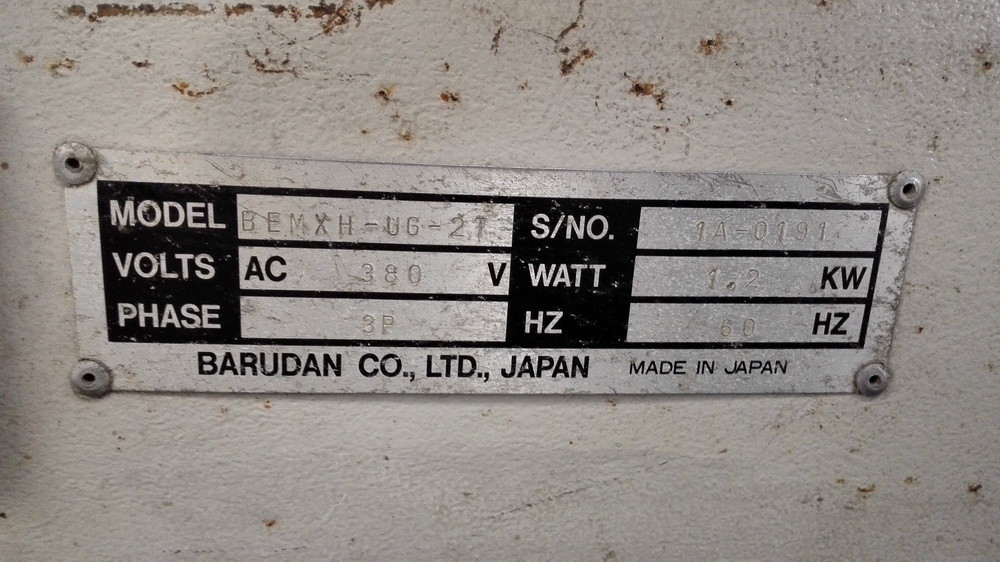 MODEL BEMXH-UG-2T S/NO. 1A-0191
VOLTS AC 380 V WATT 1.2 KW
PHASE 3P HZ 60 HZ
BARUDAN CO., LTD., JAPAN MADE IN JAPAN